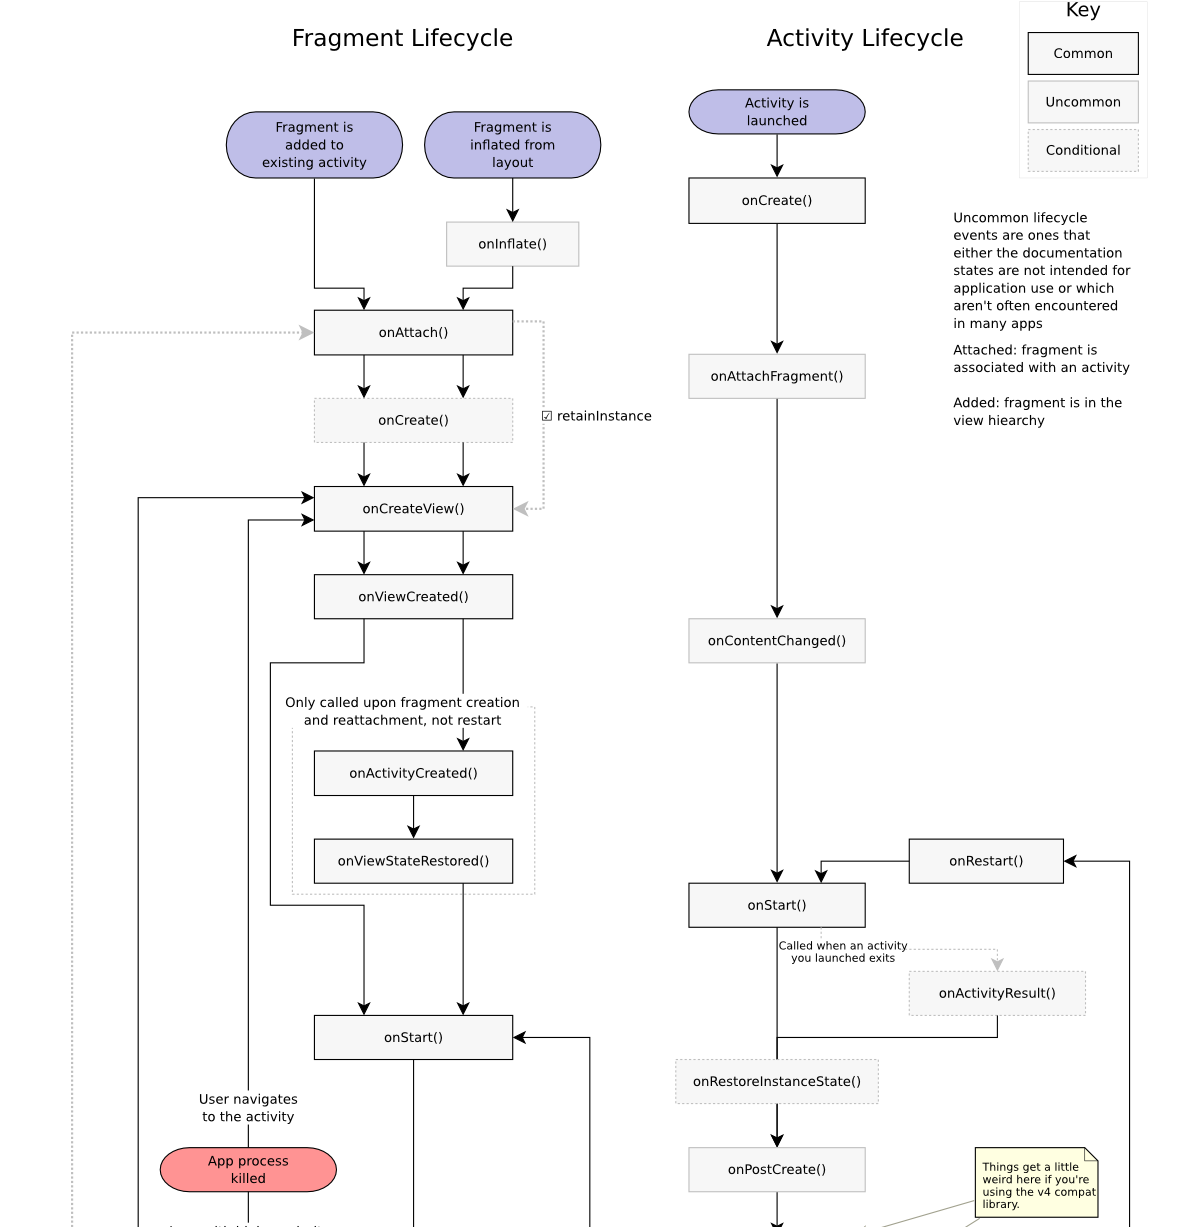 Fragment Lifecycle
Activity Lifecycle
Key
Common
Uncommon
Conditional
Fragment is
added to
existing activity
Fragment is
inflated from
layout
onInflate()
onAttach()
onCreate()
☑ retainInstance
onCreateView()
onViewCreated()
Only called upon fragment creation
and reattachment, not restart
onActivityCreated()
onViewStateRestored()
onStart()
User navigates
to the activity
App process
killed
Activity is
launched
onCreate()
onAttachFragment()
onContentChanged()
onRestart()
onStart()
Called when an activity
you launched exits
onActivityResult()
onRestoreInstanceState()
onPostCreate()
Uncommon lifecycle
events are ones that
either the documentation
states are not intended for
application use or which
aren't often encountered
in many apps
Attached: fragment is
associated with an activity
Added: fragment is in the
view hiearchy
Things get a little
weird here if you're
using the v4 compat
library.